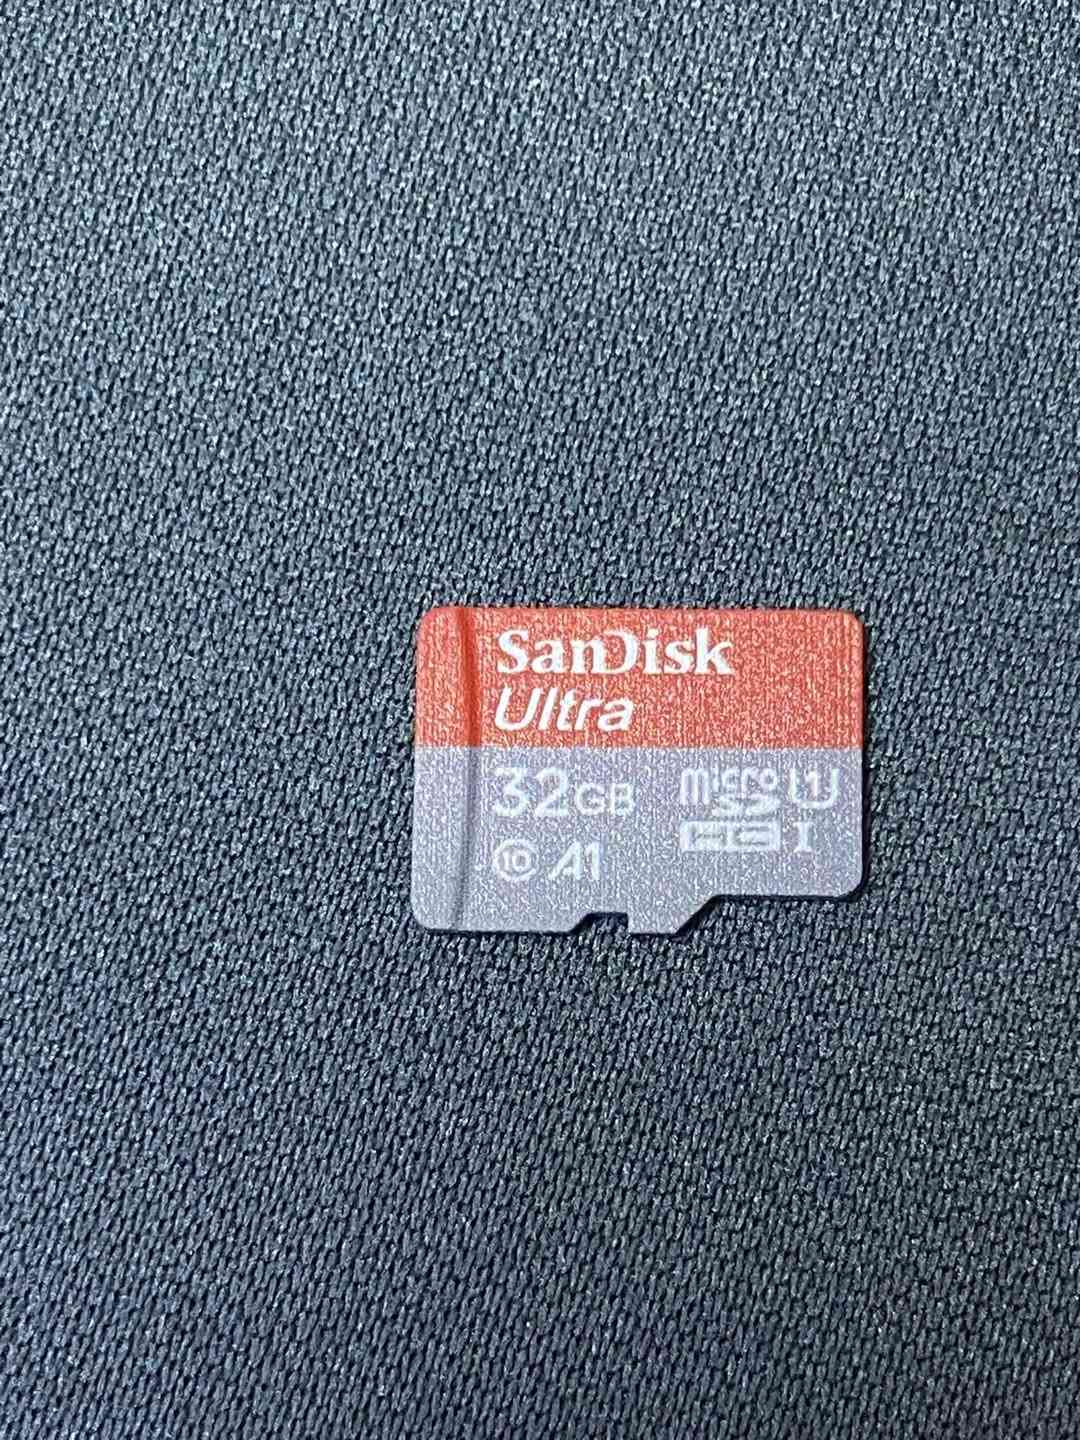 SanDisk
Ultra
32GB
micro
SD
HC I
U1
10 A1